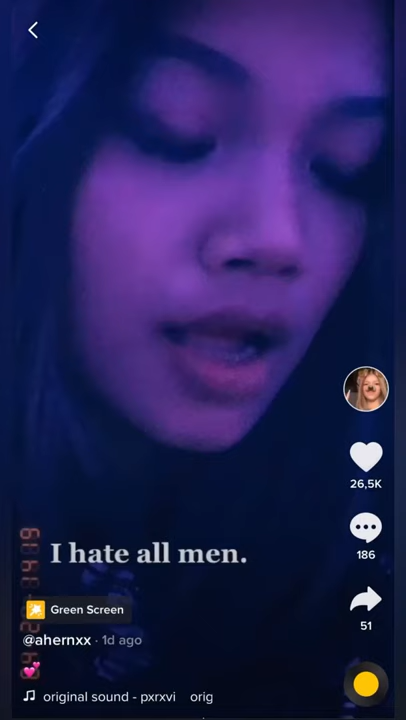 26,5K
186
51
I hate all men.
Green Screen
@ahernxx · 1d ago
original sound - pxrxvi orig